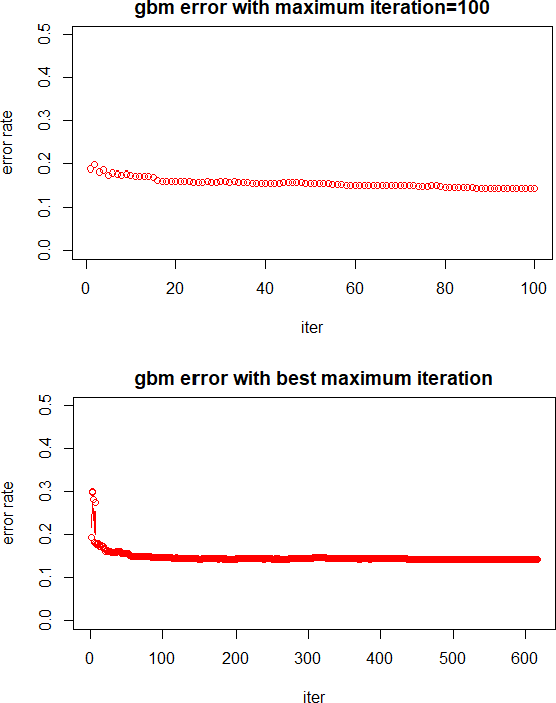 gbm error with maximum iteration=100
0.5
0.4
0.3
0.2
0.1
0.0
error rate
0 20 40 60 80 100
iter
gbm error with best maximum iteration
0.5
0.4
0.3
0.2
0.1
0.0
error rate
0 100 200 300 400 500 600
iter